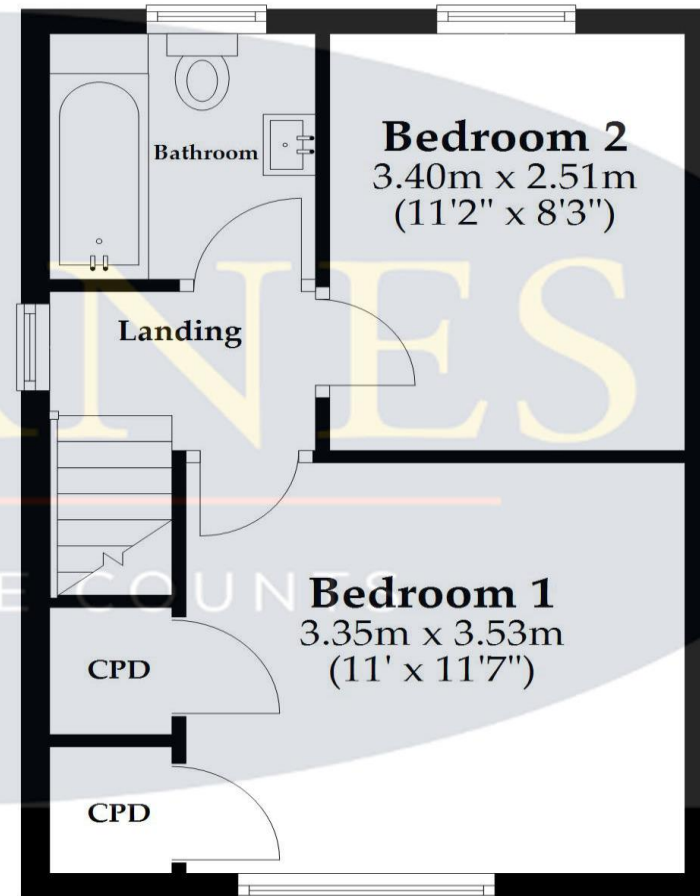 Bathroom
Bedroom 2
3.40m x 2.51m
(11'2" x 8'3")
Landing
Bedroom 1
3.35m x 3.53m
(11' x 11'7")
CPD
CPD
NES
E COUNTS